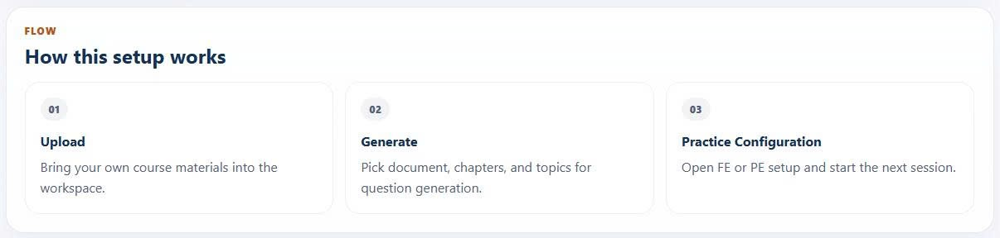 FLOW
How this setup works
01
Upload
Bring your own course materials into the
workspace.
02
Generate
Pick document, chapters, and topics for
question generation.
03
Practice Configuration
Open FE or PE setup and start the next session.